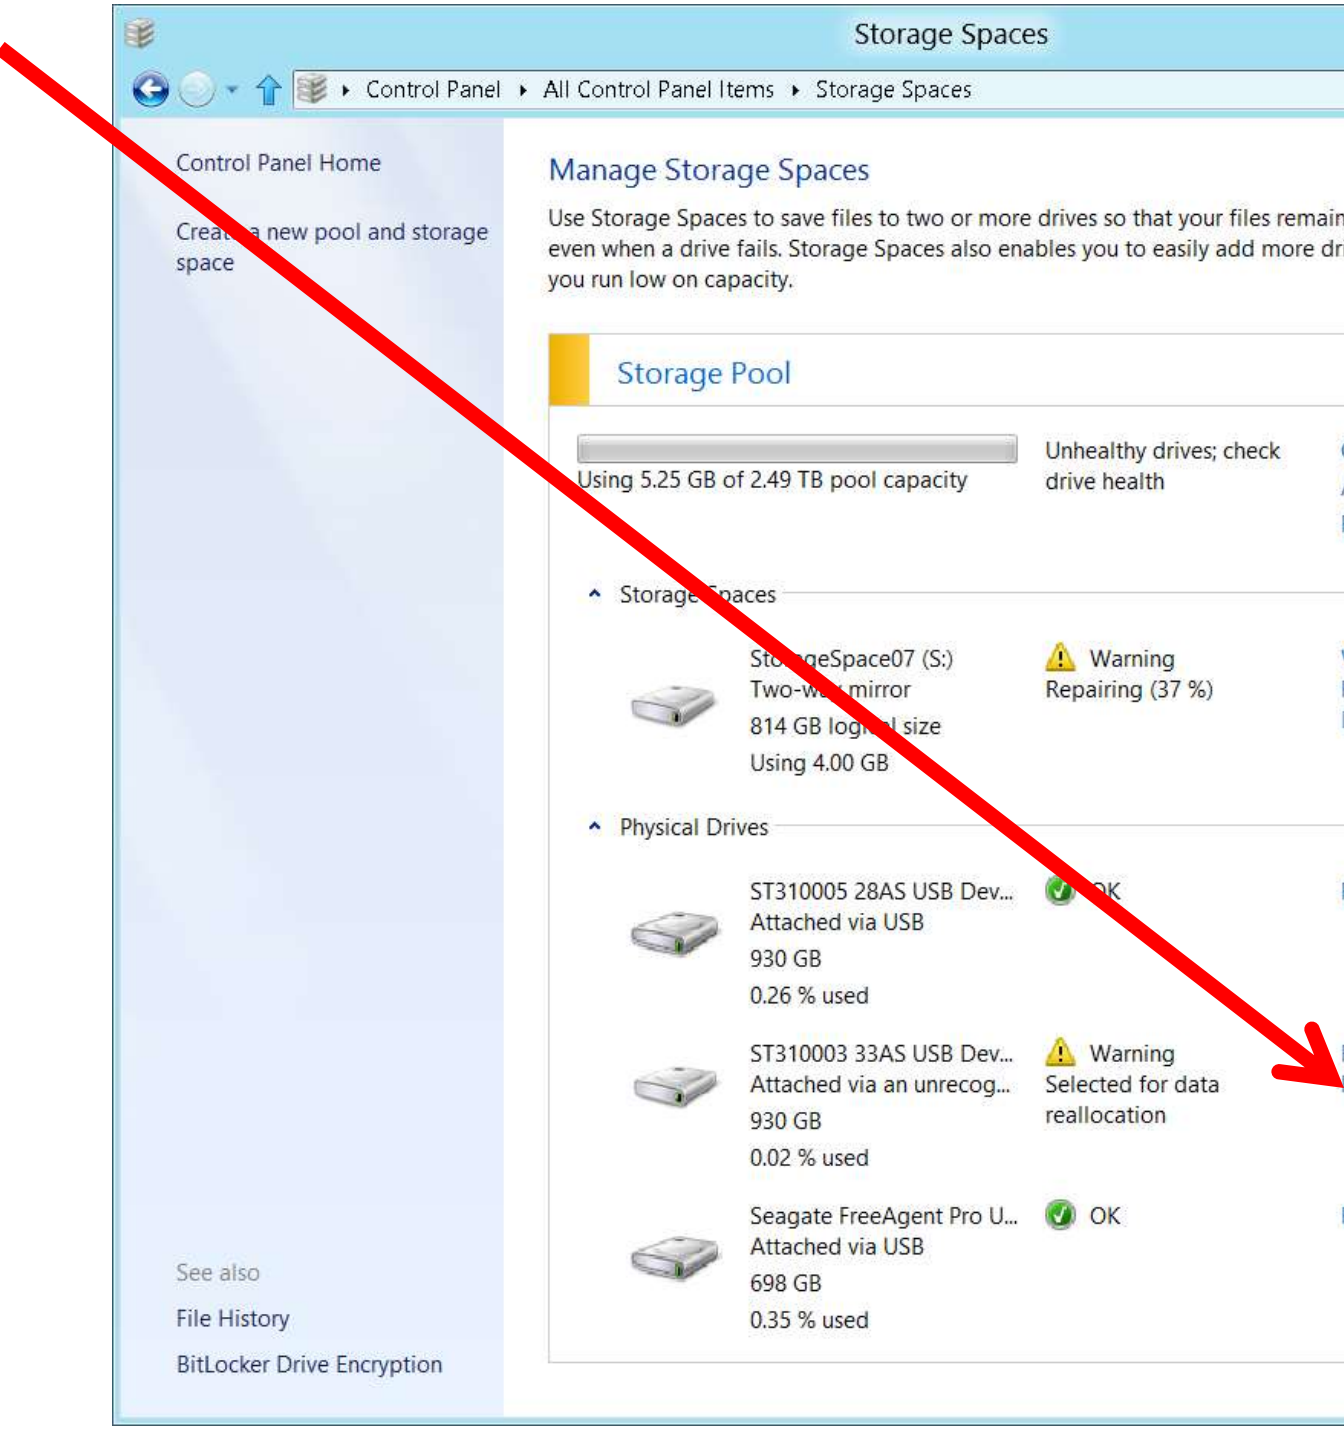 Storage Spaces
Control Panel All Control Panel Items Storage Spaces
Control Panel Home
Create a new pool and storage
space
Manage Storage Spaces
Use Storage Spaces to save files to two or more drives so that your files remain
even when a drive fails. Storage Spaces also enables you to easily add more
you run low on capacity.
Storage Pool
Using 5.25 GB of 2.49 TB pool capacity
Unhealthy drives; check
drive health
Storage Spaces
StorageSpace07 (S:)
Two-way mirror
814 GB logical size
Using 4.00 GB
Warning
Repairing (37 %)
Physical Drives
ST310005 28AS USB Dev...
Attached via USB
930 GB
0.26 % used
OK
ST310003 33AS USB Dev...
Attached via an unrecog...
930 GB
0.02 % used
Warning
Selected for data
reallocation
Seagate FreeAgent Pro U...
Attached via USB
698 GB
0.35 % used
OK
See also
File History
BitLocker Drive Encryption